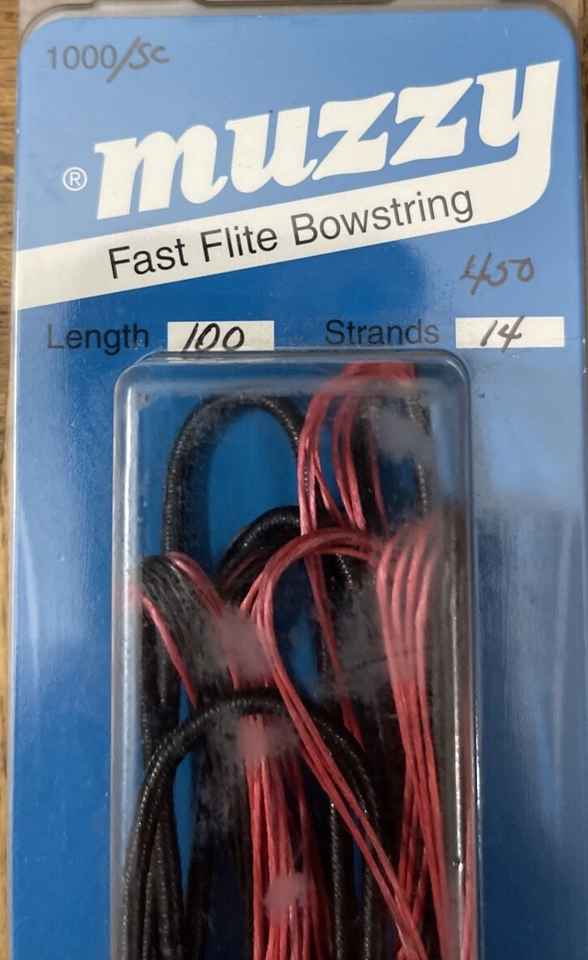 1000/SC
® muzzy
Fast Flite Bowstring
450
Length 100 Strands 14